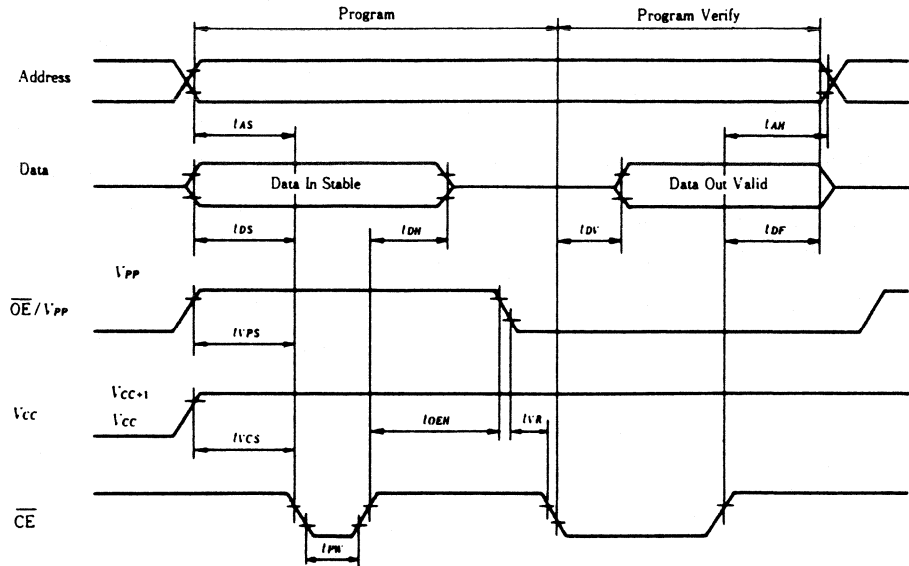 Program
Program Verify
Address
tAS
tAH
Data
Data In Stable
Data Out Valid
tDS
tDH
tDV
tDF
VPP
OE/VPP
tVPS
VCC+1
VCC
VCC
tVCS
tOEH
tVR
CE
tPW